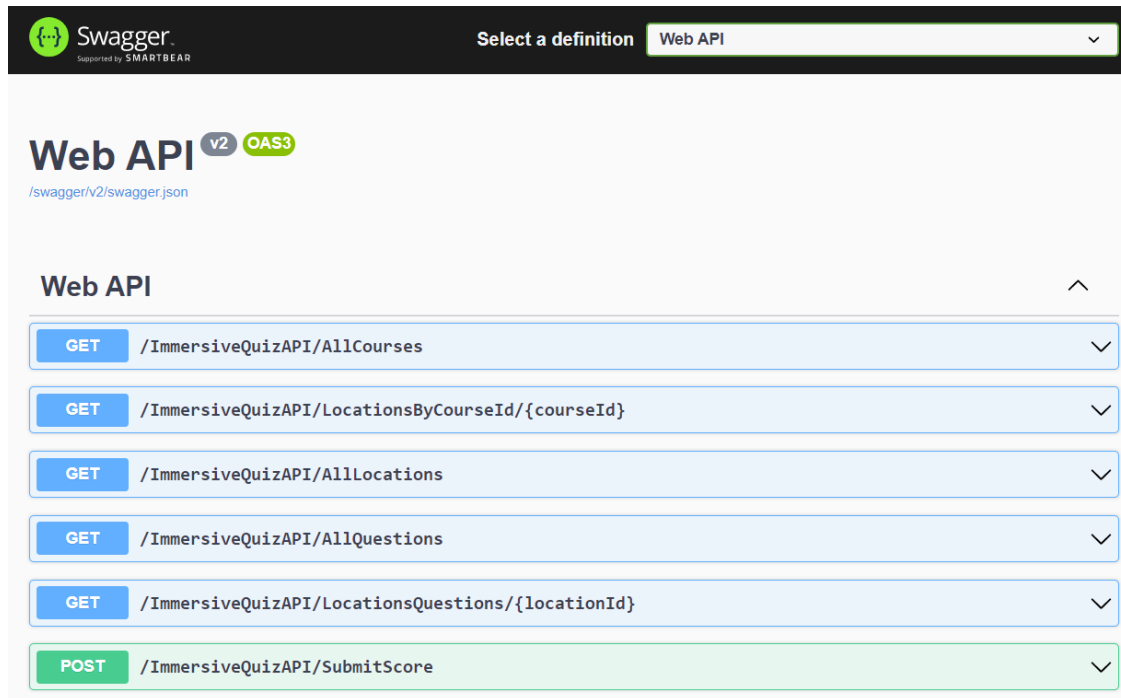 Swagger
Supported by SMARTBEAR
Select a definition
Web API
Web API v2 OAS3
/swagger/v2/swagger.json
Web API
GET /ImmersiveQuizAPI/AllCourses
GET /ImmersiveQuizAPI/LocationsByCourseId/{courseId}
GET /ImmersiveQuizAPI/AllLocations
GET /ImmersiveQuizAPI/AllQuestions
GET /ImmersiveQuizAPI/LocationsQuestions/{locationId}
POST /ImmersiveQuizAPI/SubmitScore